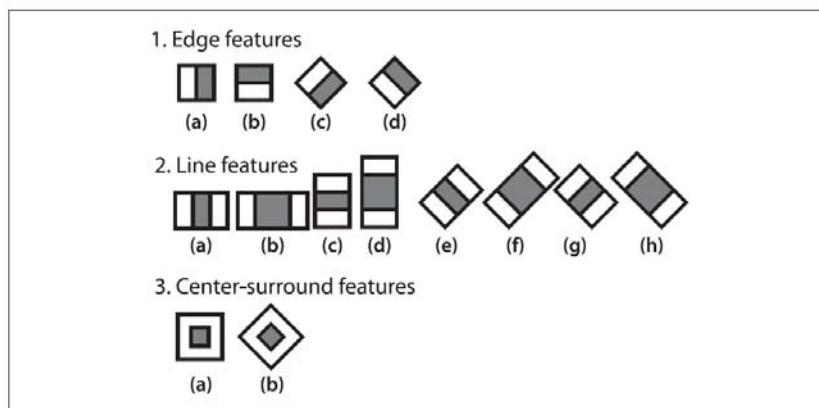 1. Edge features
(a) (b) (c) (d)
2. Line features
(a) (b) (c) (d) (e) (f) (g) (h)
3. Center-surround features
(a) (b)